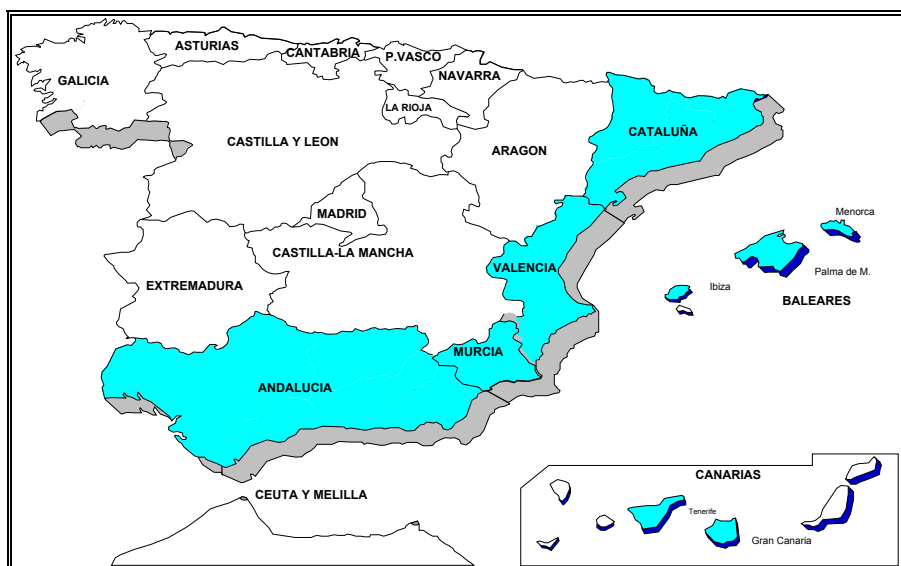 ASTURIAS
CANTABRIA
P.VASCO
NAVARRA
GALICIA
LA RIOJA
CATALUÑA
CASTILLA Y LEON
ARAGON
MADRID
Menorca
CASTILLA-LA MANCHA
VALENCIA
Palma de M.
EXTREMADURA
Ibiza
BALEARES
MURCIA
ANDALUCIA
CANARIAS
CEUTA Y MELILLA
Tenerife
Gran Canaria